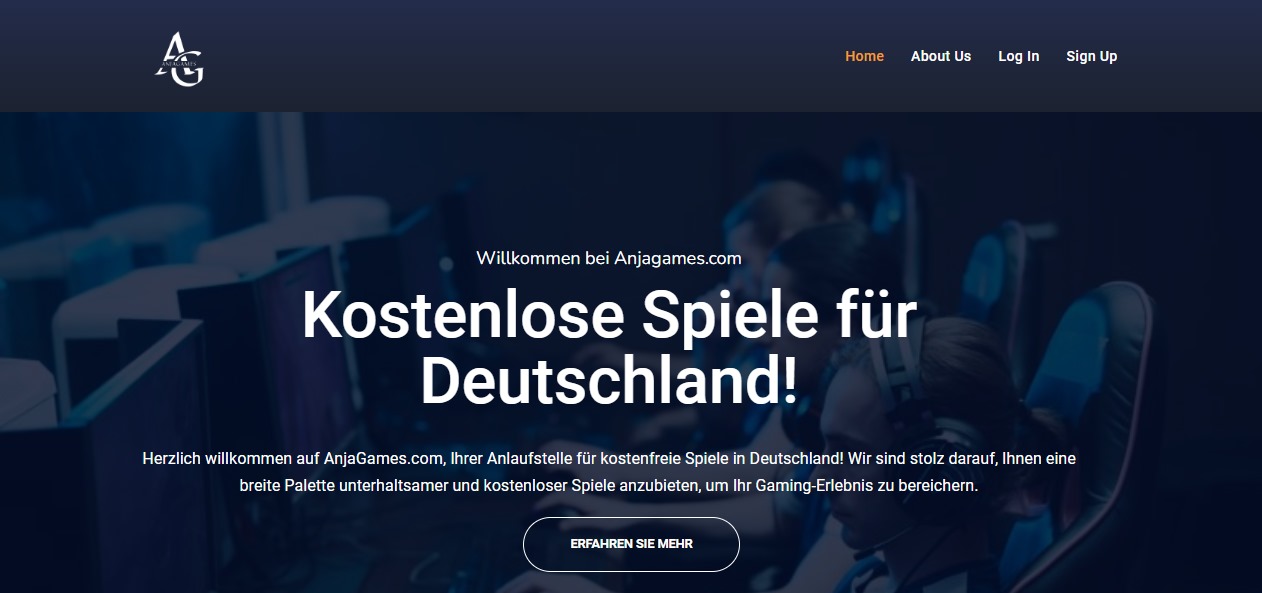 ANJAGAMES
Home About Us Log In Sign Up
Willkommen bei Anjagames.com
Kostenlose Spiele für
Deutschland!
Herzlich willkommen auf AnjaGames.com, Ihrer Anlaufstelle für kostenfreie Spiele in Deutschland! Wir sind stolz darauf, Ihnen eine
breite Palette unterhaltsamer und kostenloser Spiele anzubieten, um Ihr Gaming-Erlebnis zu bereichern.
ERFAHREN SIE MEHR